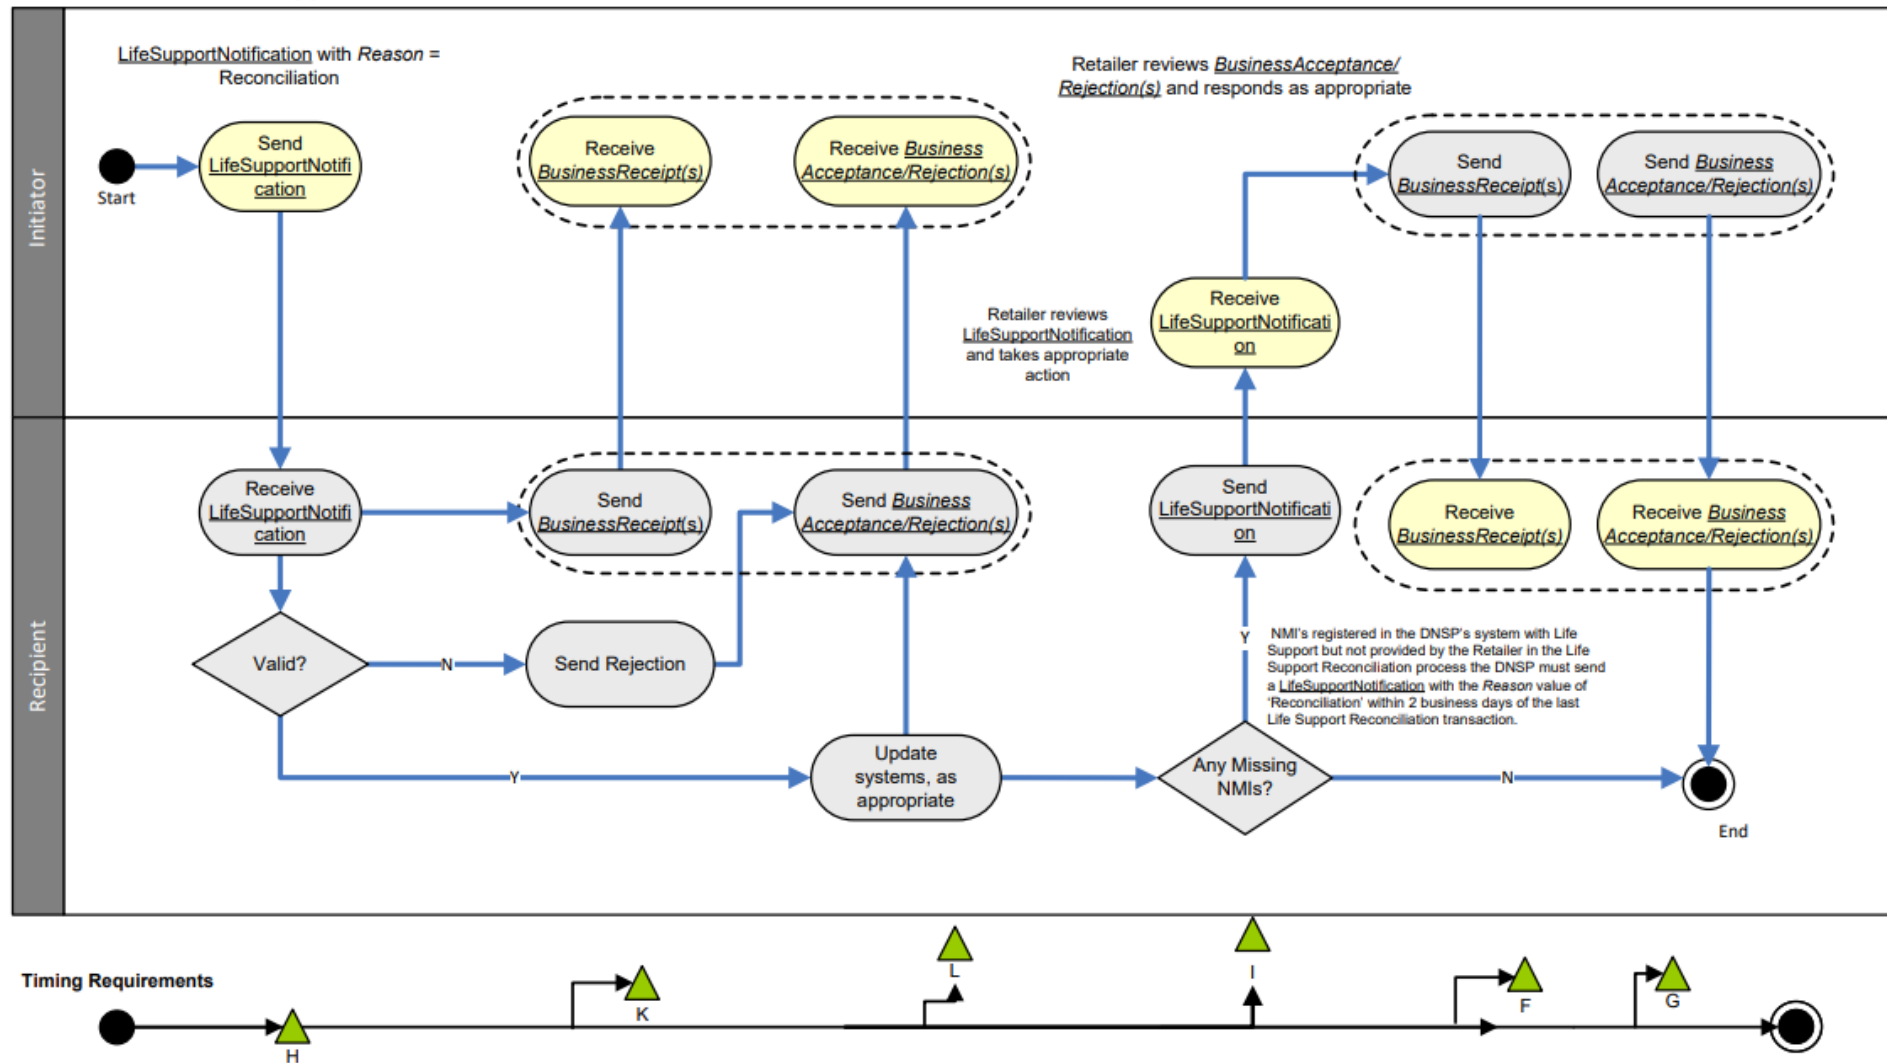 LifeSupportNotification with Reason =
Reconciliation
Retailer reviews BusinessAcceptance/
Rejection(s) and responds as appropriate
Initiator
Start
Send
LifeSupportNotifi
cation
Receive
BusinessReceipt(s)
Receive Business
Acceptance/Rejection(s)
Send
BusinessReceipt(s)
Send Business
Acceptance/Rejection(s)
Retailer reviews
LifeSupportNotification
and takes appropriate
action
Receive
LifeSupportNotificati
on
Recipient
Receive
LifeSupportNotifi
cation
Send
BusinessReceipt(s)
Send Business
Acceptance/Rejection(s)
Send
LifeSupportNotificati
on
Receive
BusinessReceipt(s)
Receive Business
Acceptance/Rejection(s)
Valid?
N
Send Rejection
Y
NMI's registered in the DNSP's system with Life
Support but not provided by the Retailer in the Life
Support Reconciliation process the DNSP must send
a LifeSupportNotification with the Reason value of
‘Reconciliation’ within 2 business days of the last
Life Support Reconciliation transaction.
Y
Update
systems, as
appropriate
Any Missing
NMIs?
N
End
Timing Requirements
H
K
L
I
F
G